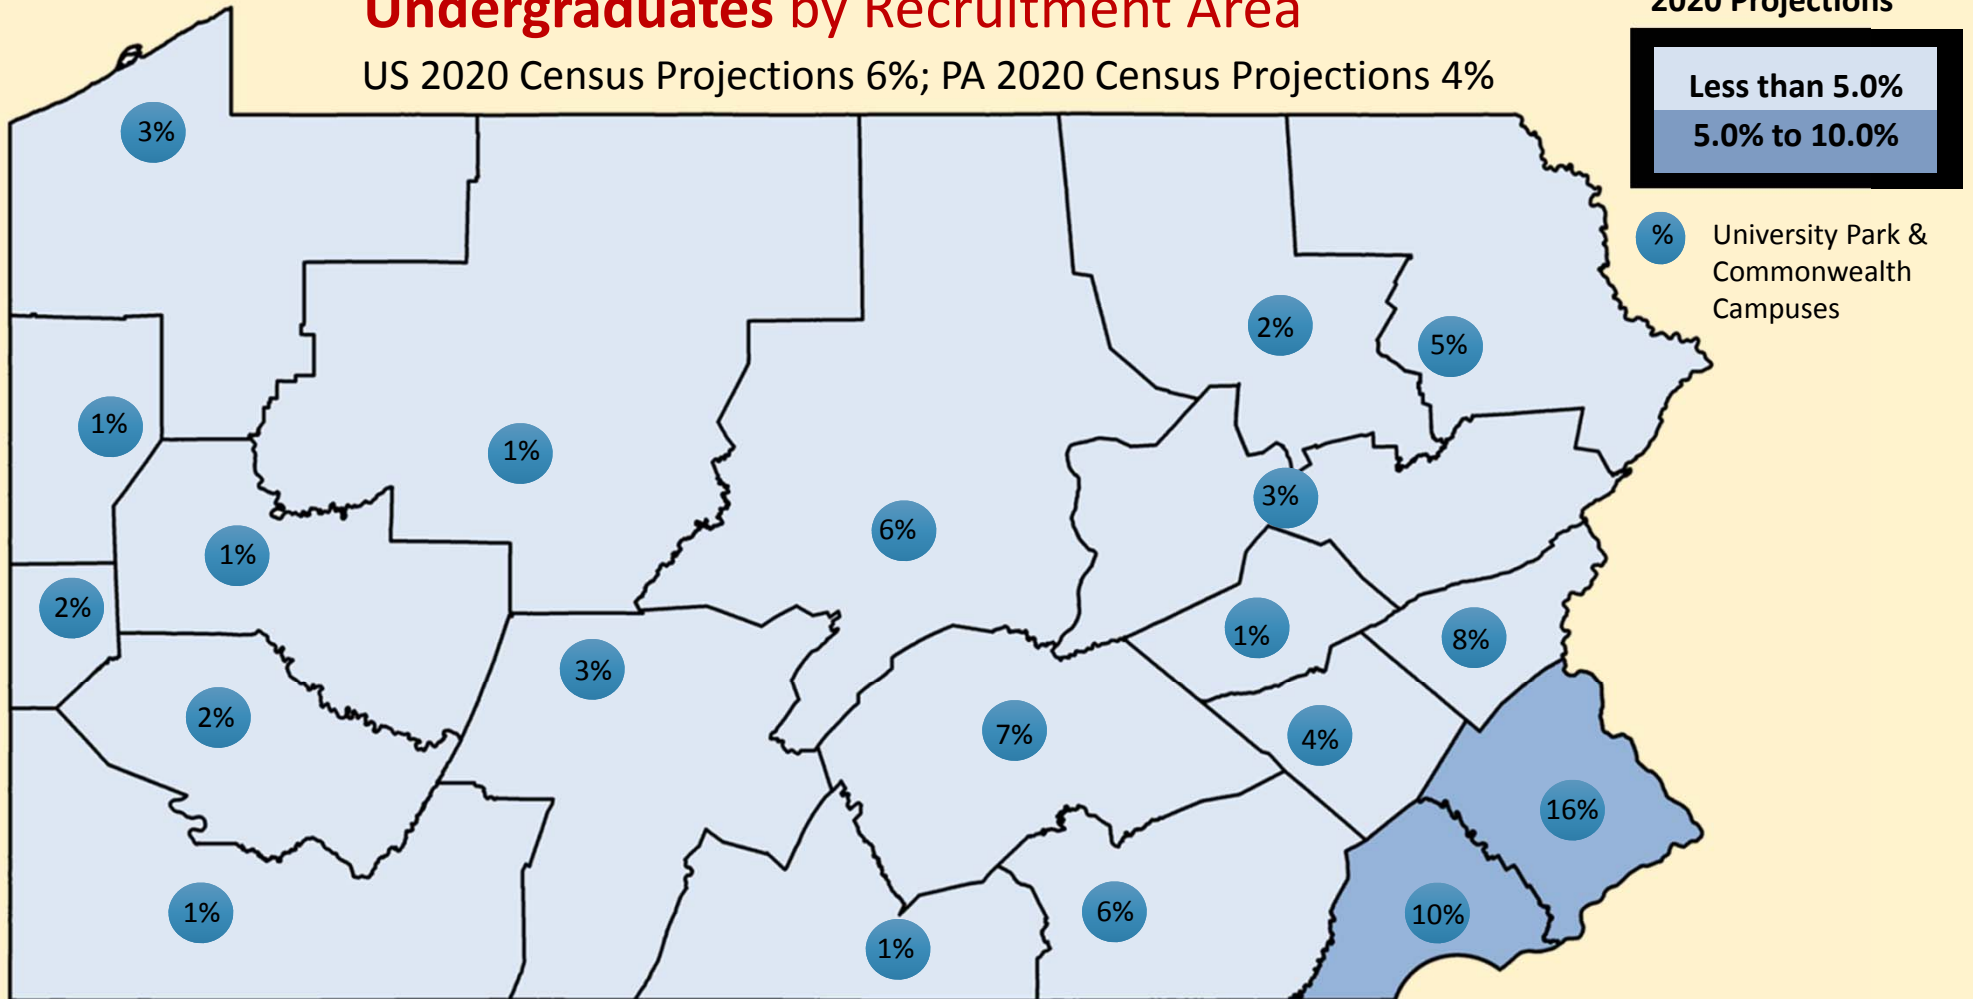 Undergraduates by Recruitment Area
US 2020 Census Projections 6%; PA 2020 Census Projections 4%
2020 Projections
Less than 5.0%
5.0% to 10.0%
%
University Park &
Commonwealth
Campuses
3%
2%
5%
1%
1%
3%
6%
1%
2%
1%
8%
3%
2%
7%
4%
16%
1%
6%
10%
1%